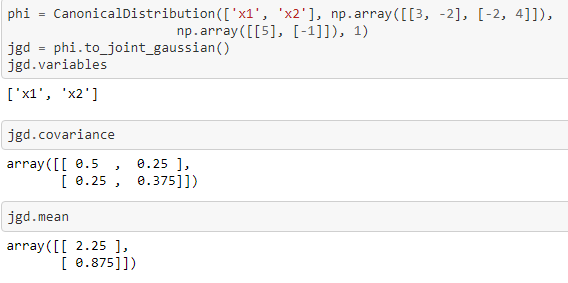 phi = CanonicalDistribution(['x1', 'x2'], np.array([[3, -2], [-2, 4]]),
                      np.array([[5], [-1]]), 1)
jgd = phi.to_joint_gaussian()
jgd.variables
['x1', 'x2']
jgd.covariance
array([[ 0.5  ,  0.25 ],
       [ 0.25 ,  0.375]])
jgd.mean
array([[ 2.25 ],
       [ 0.875]])